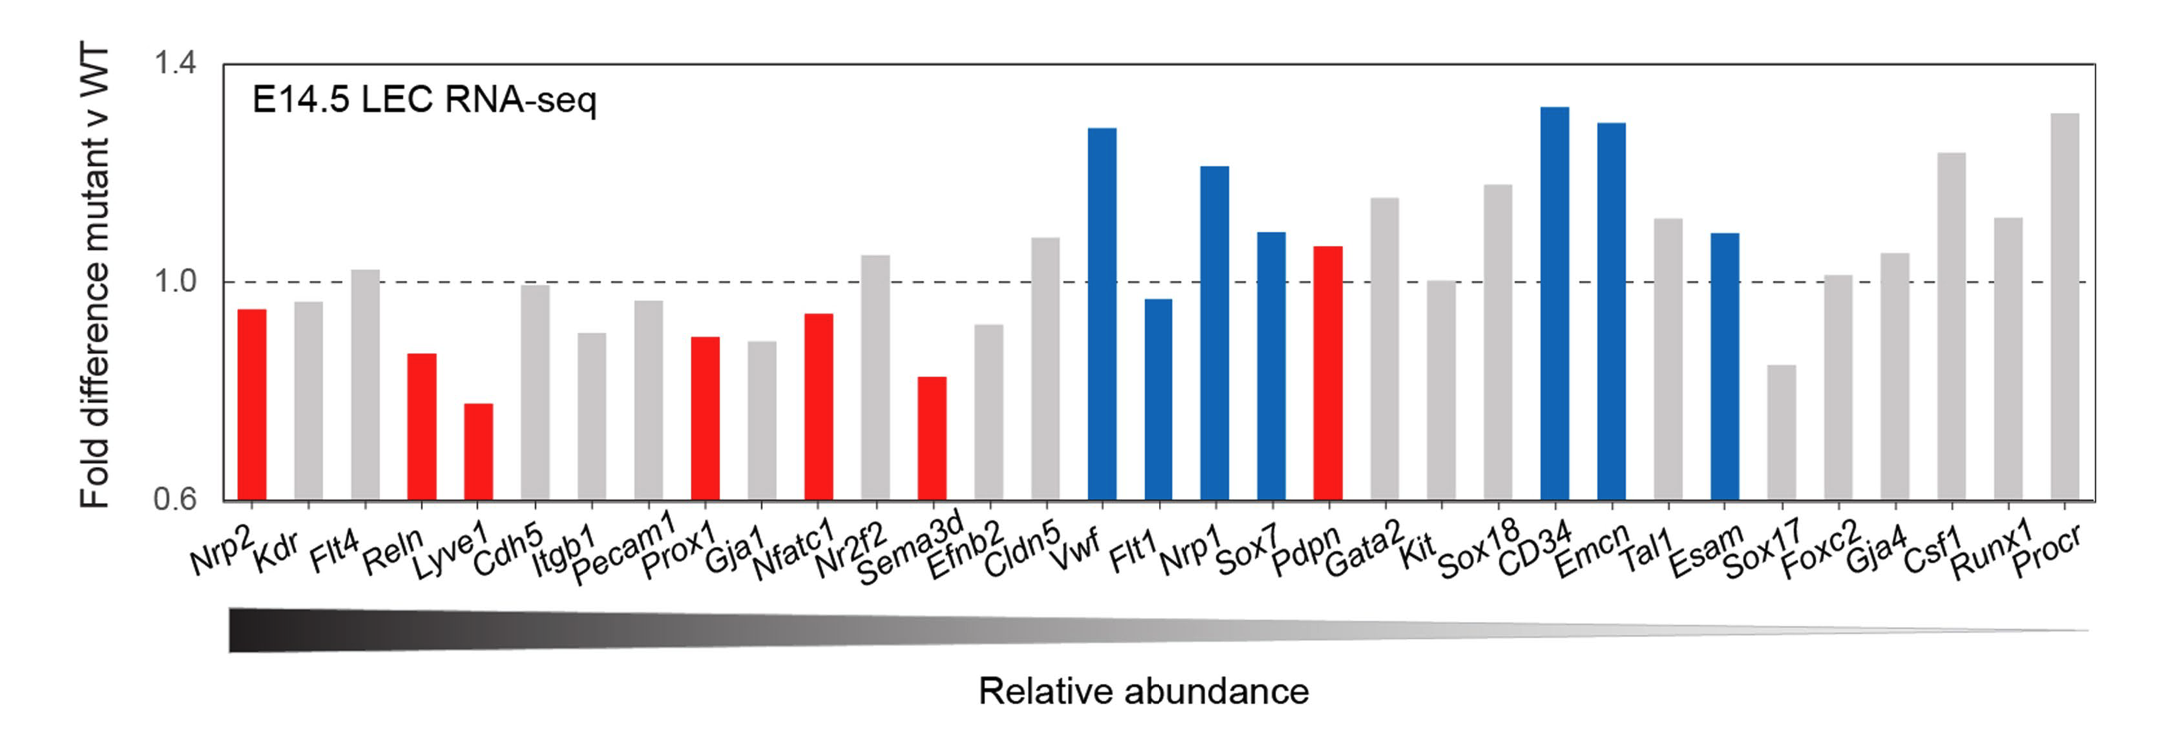 Fold difference mutant v WT
1.4
1.0
0.6
E14.5 LEC RNA-seq
Nrp2 Kdr Flt4 Reln Lyve1 Cdh5 Itgb1 Pecam1 Prox1 Gja1 Nfatc1 Nr2f2 Sema3d Efnb2 Cldn5 Vwf Flt1 Nrp1 Sox7 Pdpn Gata2 Kit Sox18 CD34 Emcn Tal1 Esam Sox17 Foxc2 Gja4 Csf1 Runx1 Procr
Relative abundance